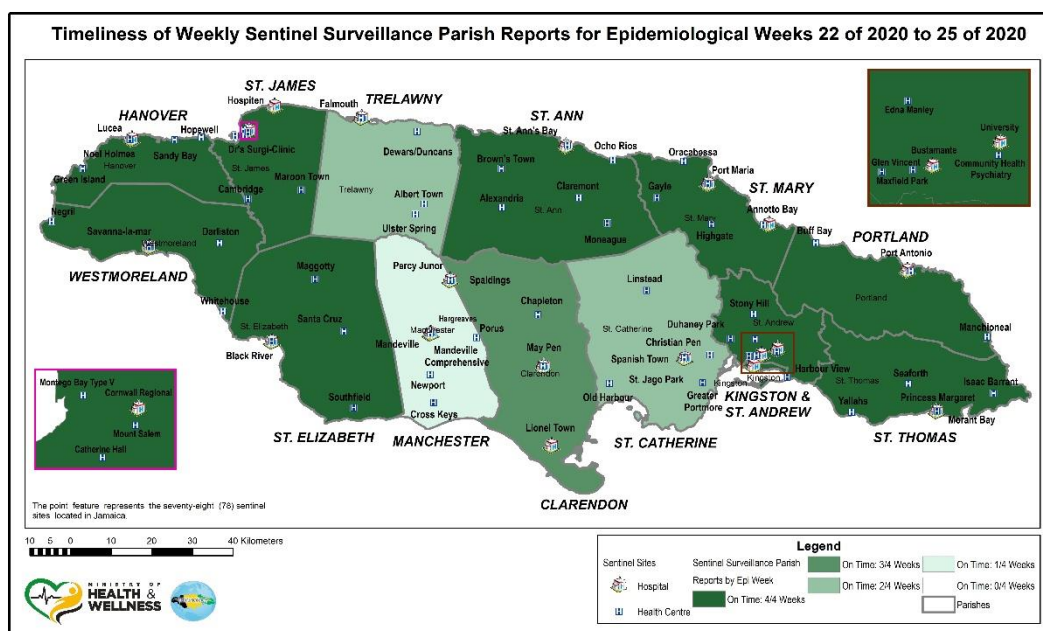 Timeliness of Weekly Sentinel Surveillance Parish Reports for Epidemiological Weeks 22 of 2020 to 25 of 2020
ST. JAMES
Hospiten
HANOVER
Lucea
Hopewell
Noel Holmes
Hanover
Sandy Bay
Green Island
Dr's Surgi-Clinic
St. James
Maroon Town
Cambridge
TRELAWNY
Falmouth
Dewars/Duncans
Trelawny
Albert Town
Ulster Spring
ST. ANN
St. Ann's Bay
Ocho Rios
Brown's Town
Alexandria
Claremont
St. Ann
Moneague
Oracabessa
Port Maria
Gayle
ST. MARY
St. Mary
Highgate
Annotto Bay
Buff Bay
PORTLAND
Port Antonio
Portland
Manchioneal
Edna Manley
University
Bustamante
Glen Vincent
Community Health
Psychiatry
Maxfield Park
Negril
Savanna-la-mar
Westmoreland
Darliston
WESTMORELAND
Whitehouse
Maggotty
St. Elizabeth
Santa Cruz
Black River
Southfield
ST. ELIZABETH
Percy Junor
Hargreaves
Manchester
Mandeville
Porus
Mandeville
Comprehensive
Newport
Cross Keys
MANCHESTER
Spaldings
Chapleton
May Pen
Clarendon
Lionel Town
CLARENDON
Linstead
St. Catherine
Duhaney Park
Christian Pen
Spanish Town
St. Jago Park
Old Harbour
Greater
Portmore
ST. CATHERINE
Stony Hill
St. Andrew
Kingston
Kingston
Harbour View
KINGSTON &
ST. ANDREW
St. Thomas
Seaforth
Isaac Barrant
Yallahs
Princess Margaret
Morant Bay
ST. THOMAS
Montego Bay Type V
Cornwall Regional
Mount Salem
Catherine Hall
The point feature represents the seventy-eight (78) sentinel
sites located in Jamaica.
10 5 0 10 20 30 40 Kilometers
MINISTRY OF
HEALTH &
WELLNESS
Legend
Sentinel Sites
Hospital
Health Centre
Sentinel Surveillance Parish
Reports by Epi Week
On Time: 4/4 Weeks
On Time: 3/4 Weeks
On Time: 2/4 Weeks
On Time: 1/4 Weeks
On Time: 0/4 Weeks
Parishes